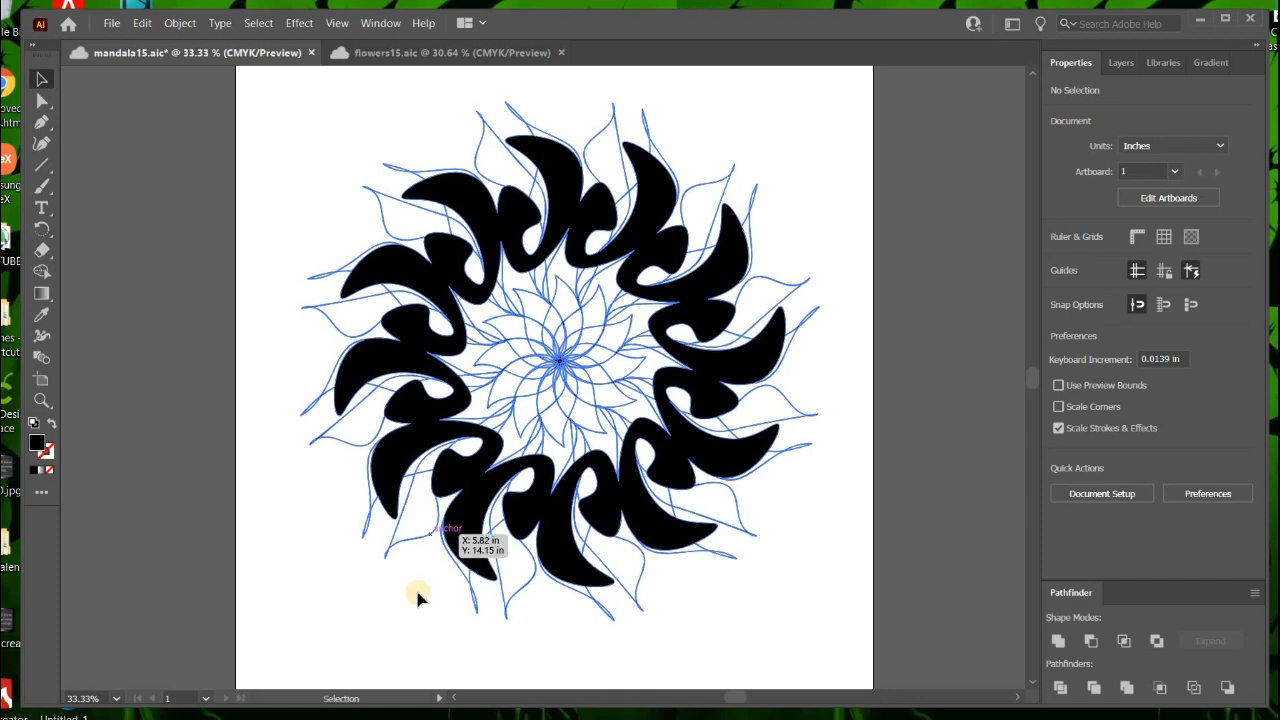 Ai File Edit Object Type Select Effect View Window Help Search Adobe Help
mandala15.aic* @ 33.33 % (CMYK/Preview) × flowers15.aic @ 30.64 % (CMYK/Preview) ×
Properties Layers Libraries Gradient
No Selection
Document
Units: Inches
Artboard: 1
Edit Artboards
Ruler & Grids
Guides
Snap Options
Preferences
Keyboard Increment: 0.0139 in
Use Preview Bounds
Scale Corners
Scale Strokes & Effects
Quick Actions
Document Setup Preferences
anchor
X: 5.82 in
Y: 14.15 in
Pathfinder
Shape Modes:
Expand
Pathfinders:
33.33% 1 Selection
Untitled-1